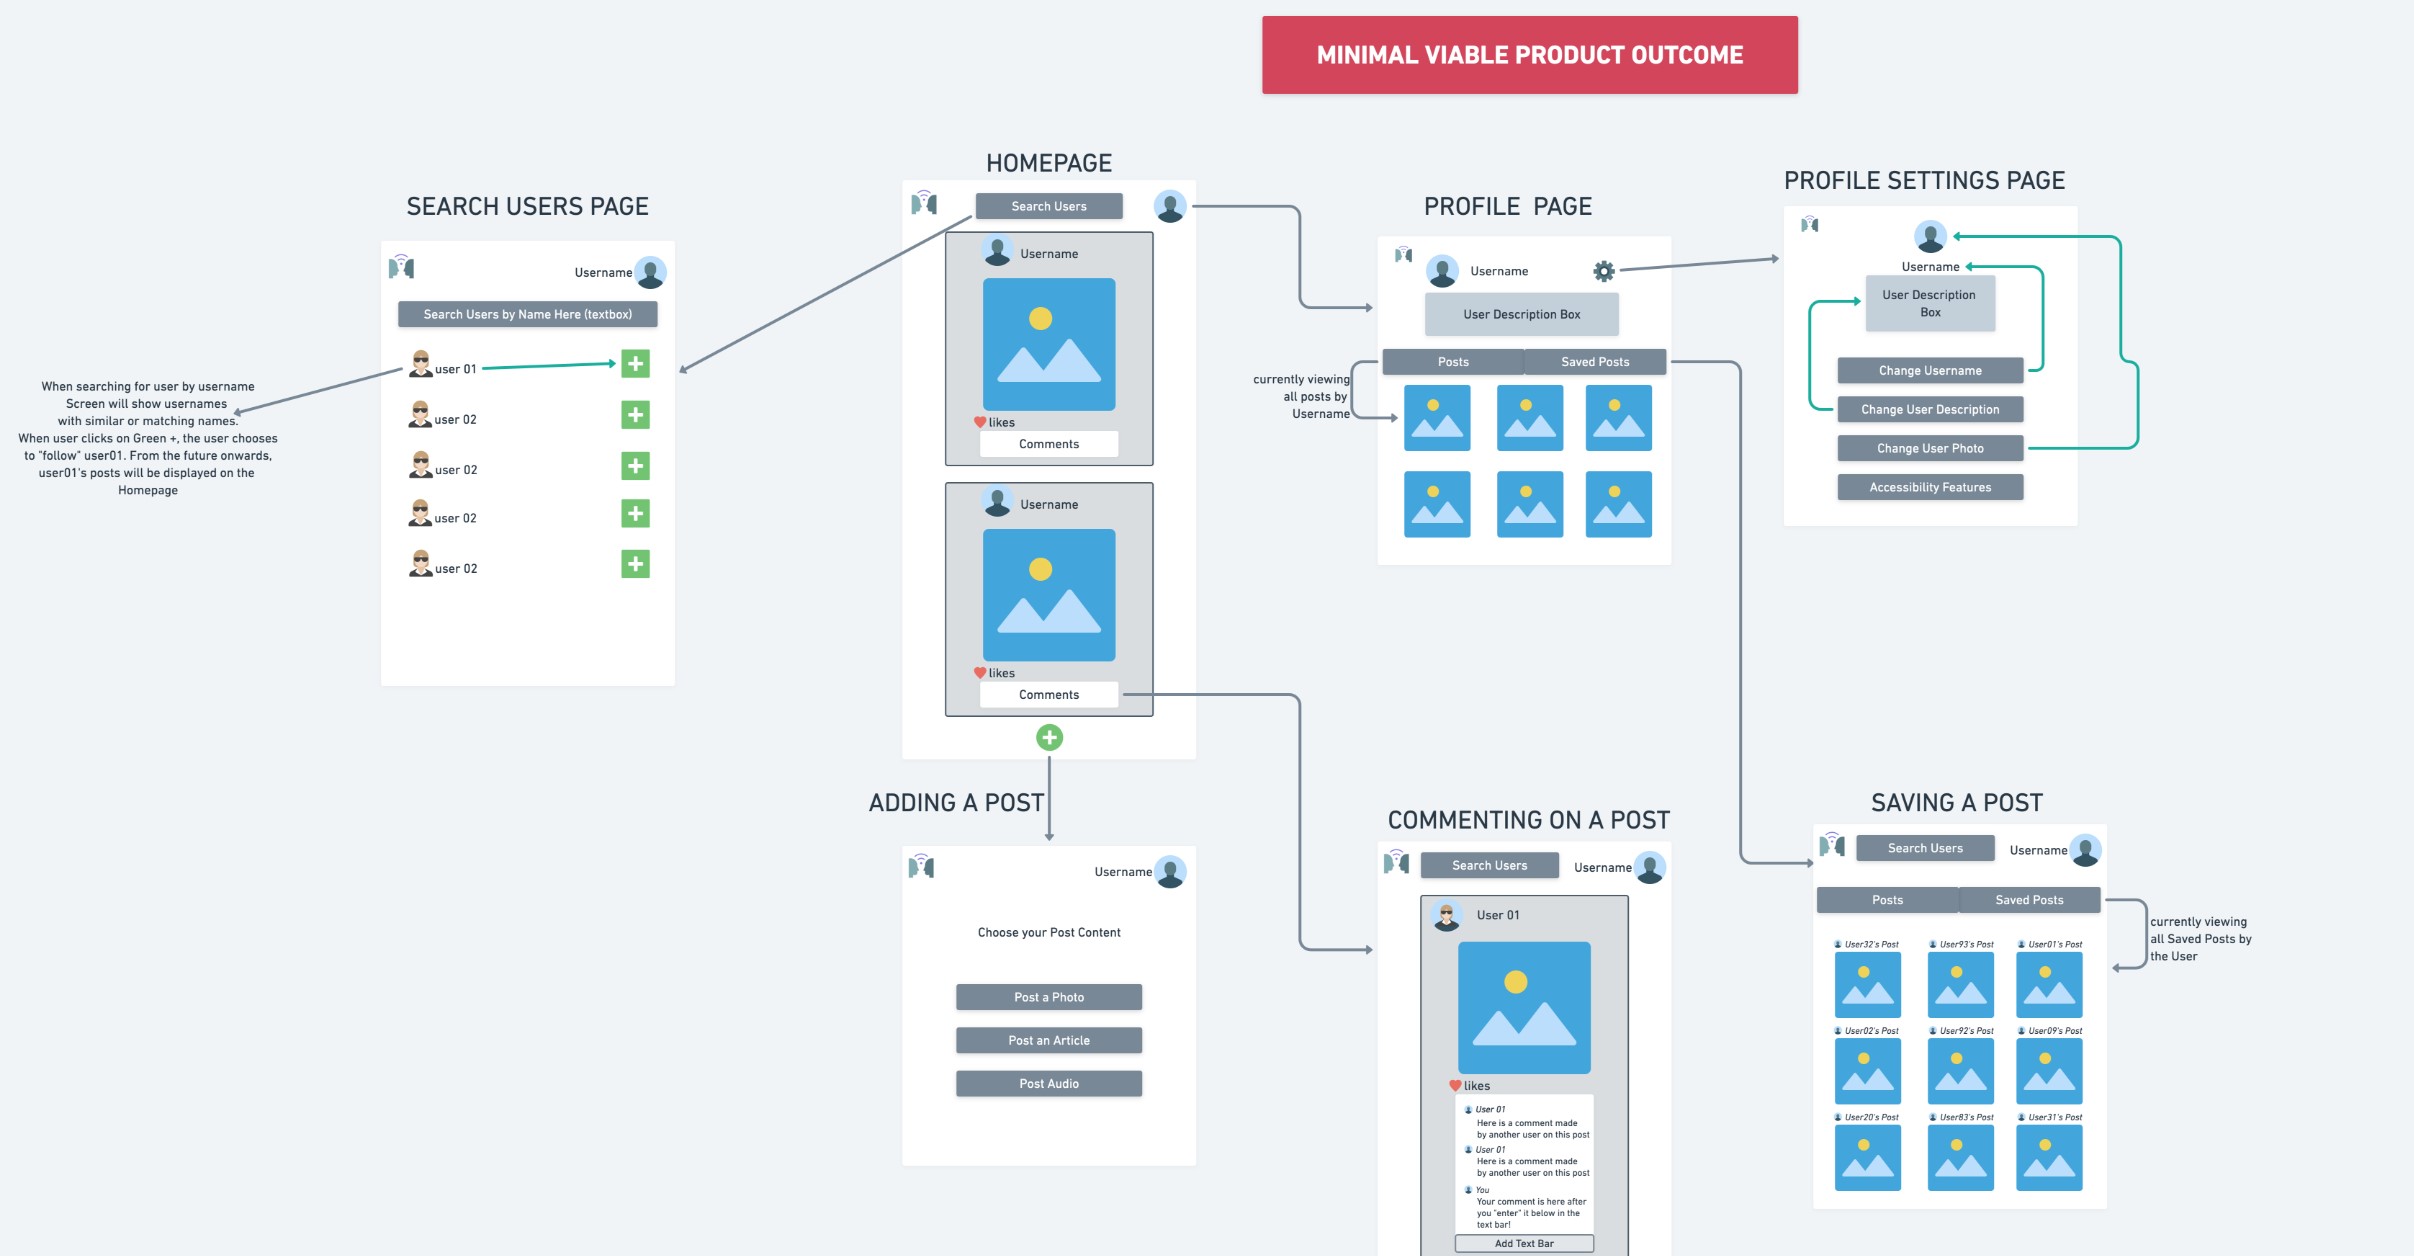 MINIMAL VIABLE PRODUCT OUTCOME
SEARCH USERS PAGE
Username
Search Users by Name Here (textbox)
user 01
user 02
user 02
user 02
user 02
When searching for user by username
Screen will show usernames
with similar or matching names.
When user clicks on Green +, the user chooses
to "follow" user01. From the future onwards,
user01's posts will be displayed on the
Homepage
HOMEPAGE
Search Users
Username
likes
Comments
Username
likes
Comments
PROFILE PAGE
Username
User Description Box
Posts
Saved Posts
currently viewing
all posts by
Username
PROFILE SETTINGS PAGE
Username
User Description
Box
Change Username
Change User Description
Change User Photo
Accessibility Features
ADDING A POST
Username
Choose your Post Content
Post a Photo
Post an Article
Post Audio
COMMENTING ON A POST
Search Users
Username
User 01
likes
User 01
Here is a comment made
by another user on this post
User 01
Here is a comment made
by another user on this post
You
Your comment is here after
you "enter" it below in the
text bar!
Add Text Bar
SAVING A POST
Search Users
Username
Posts
Saved Posts
currently viewing
all Saved Posts by
the User
User32's Post
User93's Post
User01's Post
User02's Post
User92's Post
User09's Post
User20's Post
User83's Post
User31's Post